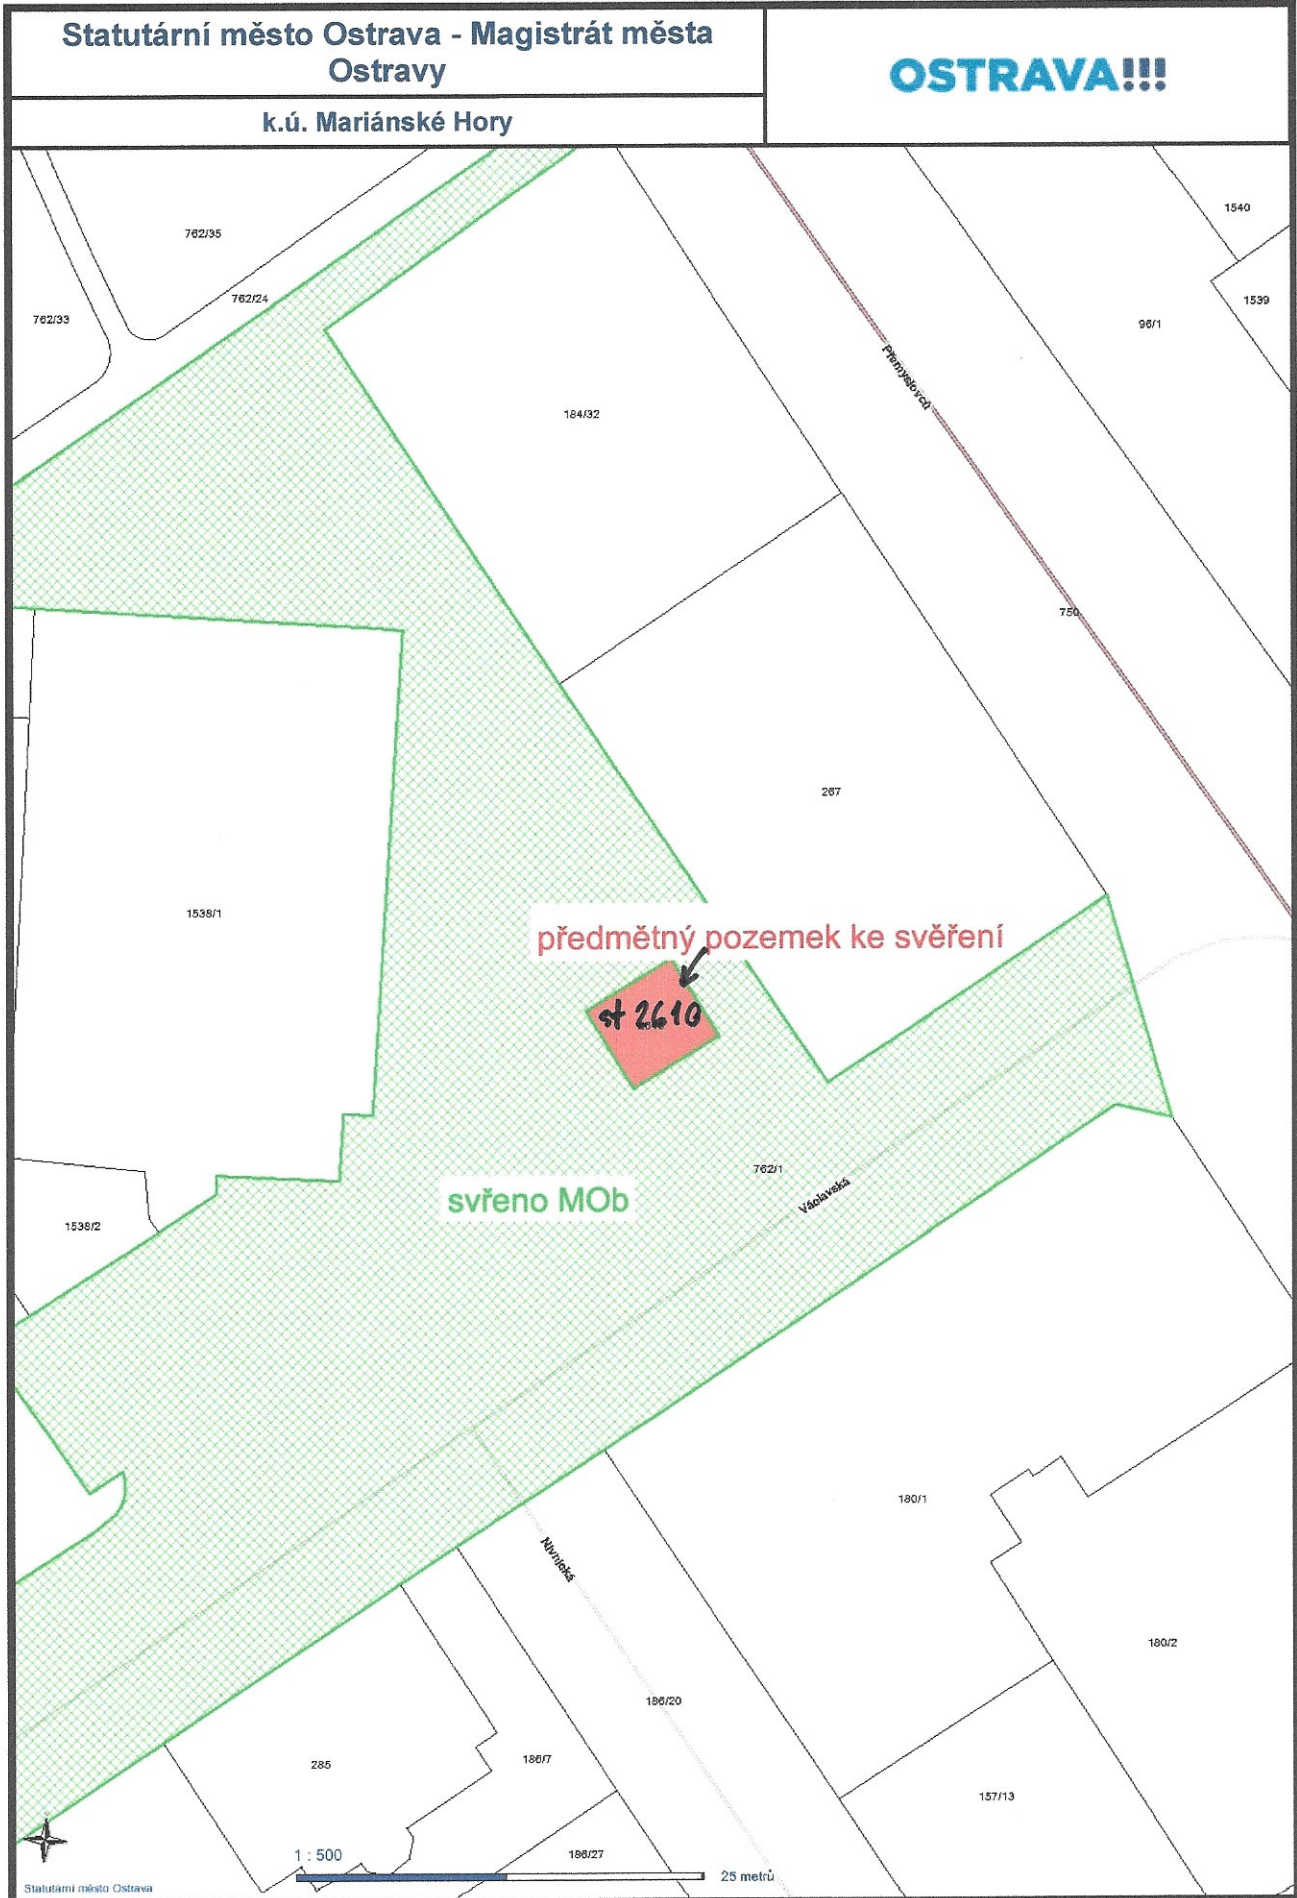 Statutární město Ostrava - Magistrát města
Ostravy
OSTRAVA!!!
k.ú. Mariánské Hory
1540
762/35
762/24
1539
762/33
96/1
Přemyslovců
184/32
750
267
1538/1
předmětný pozemek ke svěření
st 2610
762/1
Václavská
svřeno MOb
1538/2
180/1
Nivnická
180/2
186/20
285
186/7
157/13
186/27
1 : 500
25 metrů
Statutární město Ostrava